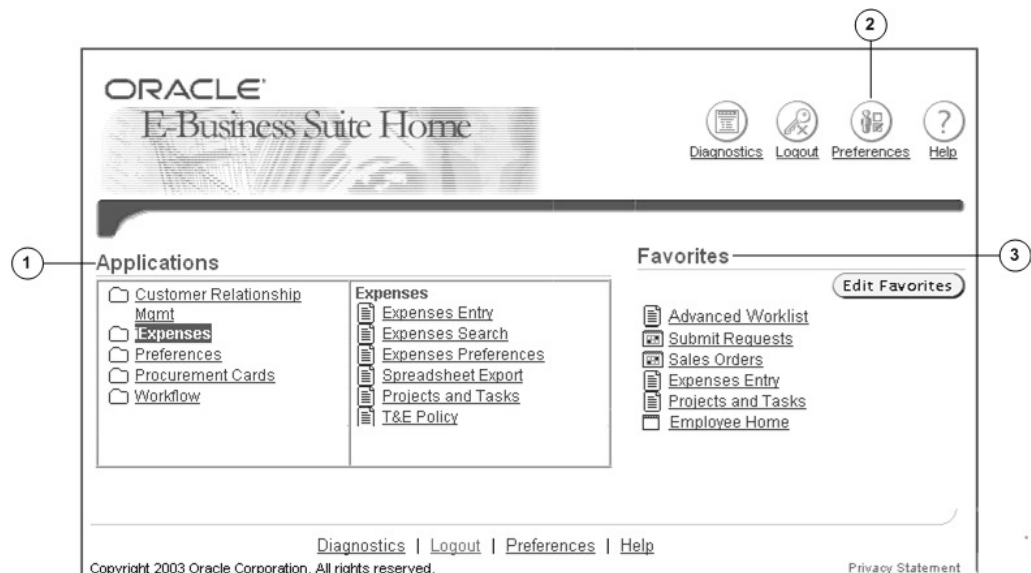 2
ORACLE'
E-Business Suite Home
Diagnostics Logout Preferences Help
1
Applications
Customer Relationship
Mgmt
Expenses
Preferences
Procurement Cards
Workflow
Expenses
Expenses Entry
Expenses Search
Expenses Preferences
Spreadsheet Export
Projects and Tasks
T&E Policy
Favorites
3
Edit Favorites
Advanced Worklist
Submit Requests
Sales Orders
Expenses Entry
Projects and Tasks
Employee Home
Diagnostics | Logout | Preferences | Help
Copyright 2003 Oracle Corporation. All rights reserved.
Privacy Statement